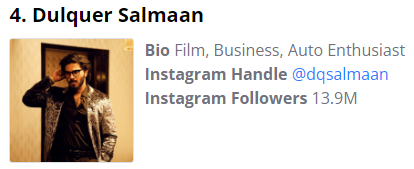 4. Dulquer Salmaan
Bio Film, Business, Auto Enthusiast
Instagram Handle @dqsalmaan
Instagram Followers 13.9M